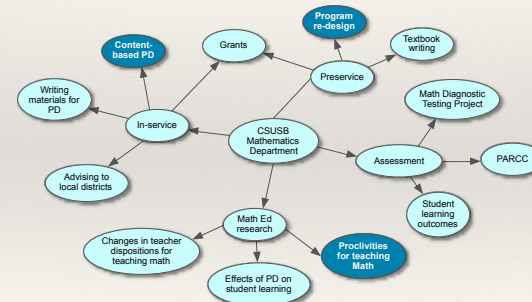 Program
re-design
Content-
based PD
Grants
Textbook
writing
Preservice
Writing
materials for
PD
Math Diagnostic
Testing Project
In-service
CSUSB
Mathematics
Department
Assessment
PARCC
Advising to
local districts
Student
learning
outcomes
Math Ed
research
Changes in teacher
dispositions for
teaching math
Proclivities
for teaching
Math
Effects of PD on
student learning